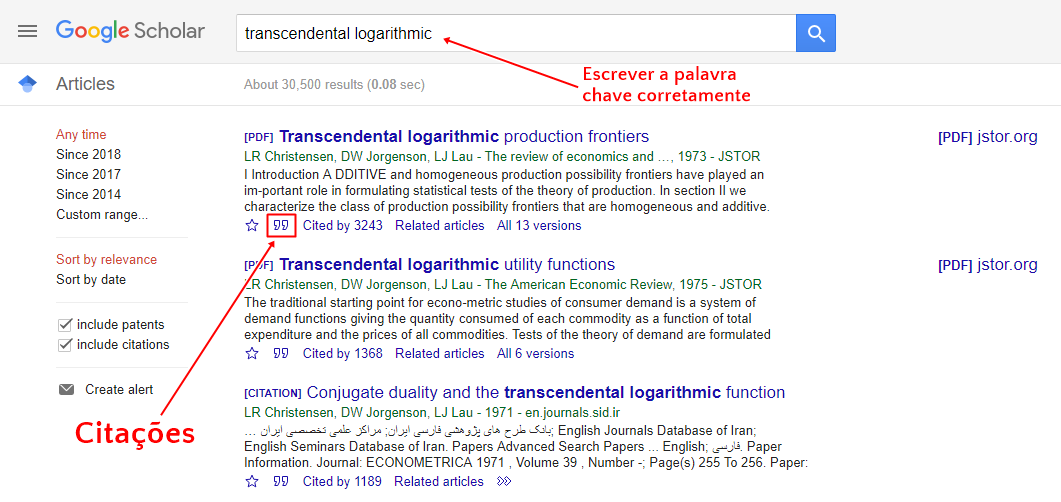 Google Scholar
transcendental logarithmic
Escrever a palavra
chave corretamente
Articles
About 30,500 results (0.08 sec)
Any time
Since 2018
Since 2017
Since 2014
Custom range...
Sort by relevance
Sort by date
include patents
include citations
Create alert
Citações
[PDF] Transcendental logarithmic production frontiers
[PDF] jstor.org
LR Christensen, DW Jorgenson, LJ Lau - The review of economics and …, 1973 - JSTOR
I Introduction A DDITIVE and homogeneous production possibility frontiers have played an
im-portant role in formulating statistical tests of the theory of production. In section II we
characterize the class of production possibility frontiers that are homogeneous and additive.
Cited by 3243 Related articles All 13 versions
[PDF] Transcendental logarithmic utility functions
[PDF] jstor.org
LR Christensen, DW Jorgenson, LJ Lau - The American Economic Review, 1975 - JSTOR
The traditional starting point for econo-metric studies of consumer demand is a system of
demand functions giving the quantity consumed of each commodity as a function of total
expenditure and the prices of all commodities. Tests of the theory of demand are formulated
Cited by 1368 Related articles All 6 versions
[CITATION] Conjugate duality and the transcendental logarithmic function
LR Christensen, DW Jorgenson, LJ Lau - 1971 - en.journals.sid.ir
… بانک طرح های پژوهشی فارسی ایران; مراکز علمی تخصصی ایران; English Journals Database of Iran;
English Seminars Database of Iran. Papers Advanced Search Papers ... English; فارسی. Paper
Information. Journal: ECONOMETRICA 1971 , Volume 39 , Number -; Page(s) 255 To 256. Paper:
Cited by 1189 Related articles